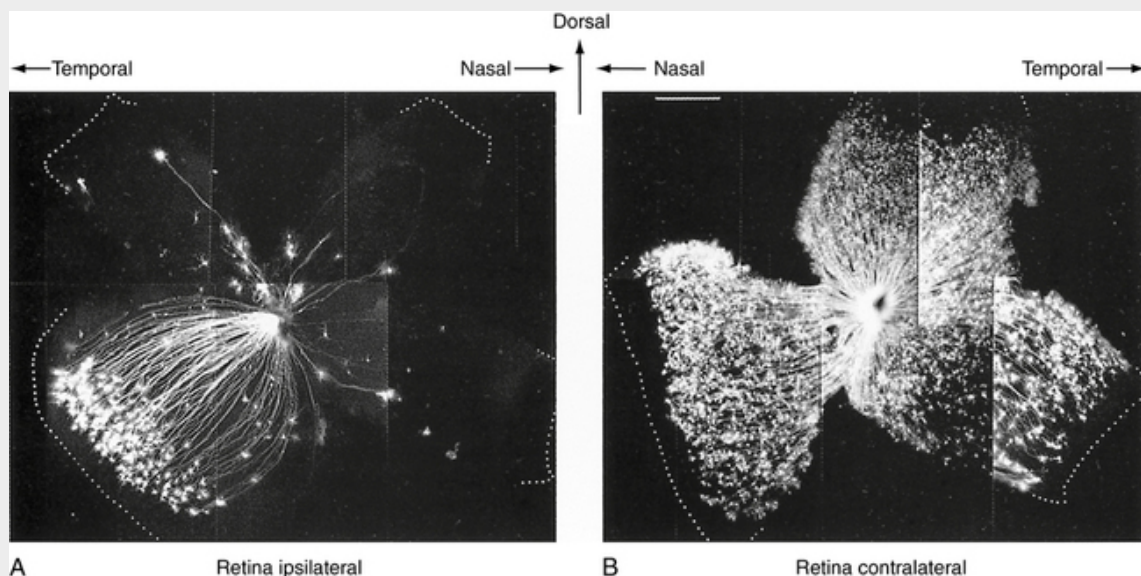 Dorsal
Temporal Nasal Nasal Temporal
A Retina ipsilateral B Retina contralateral